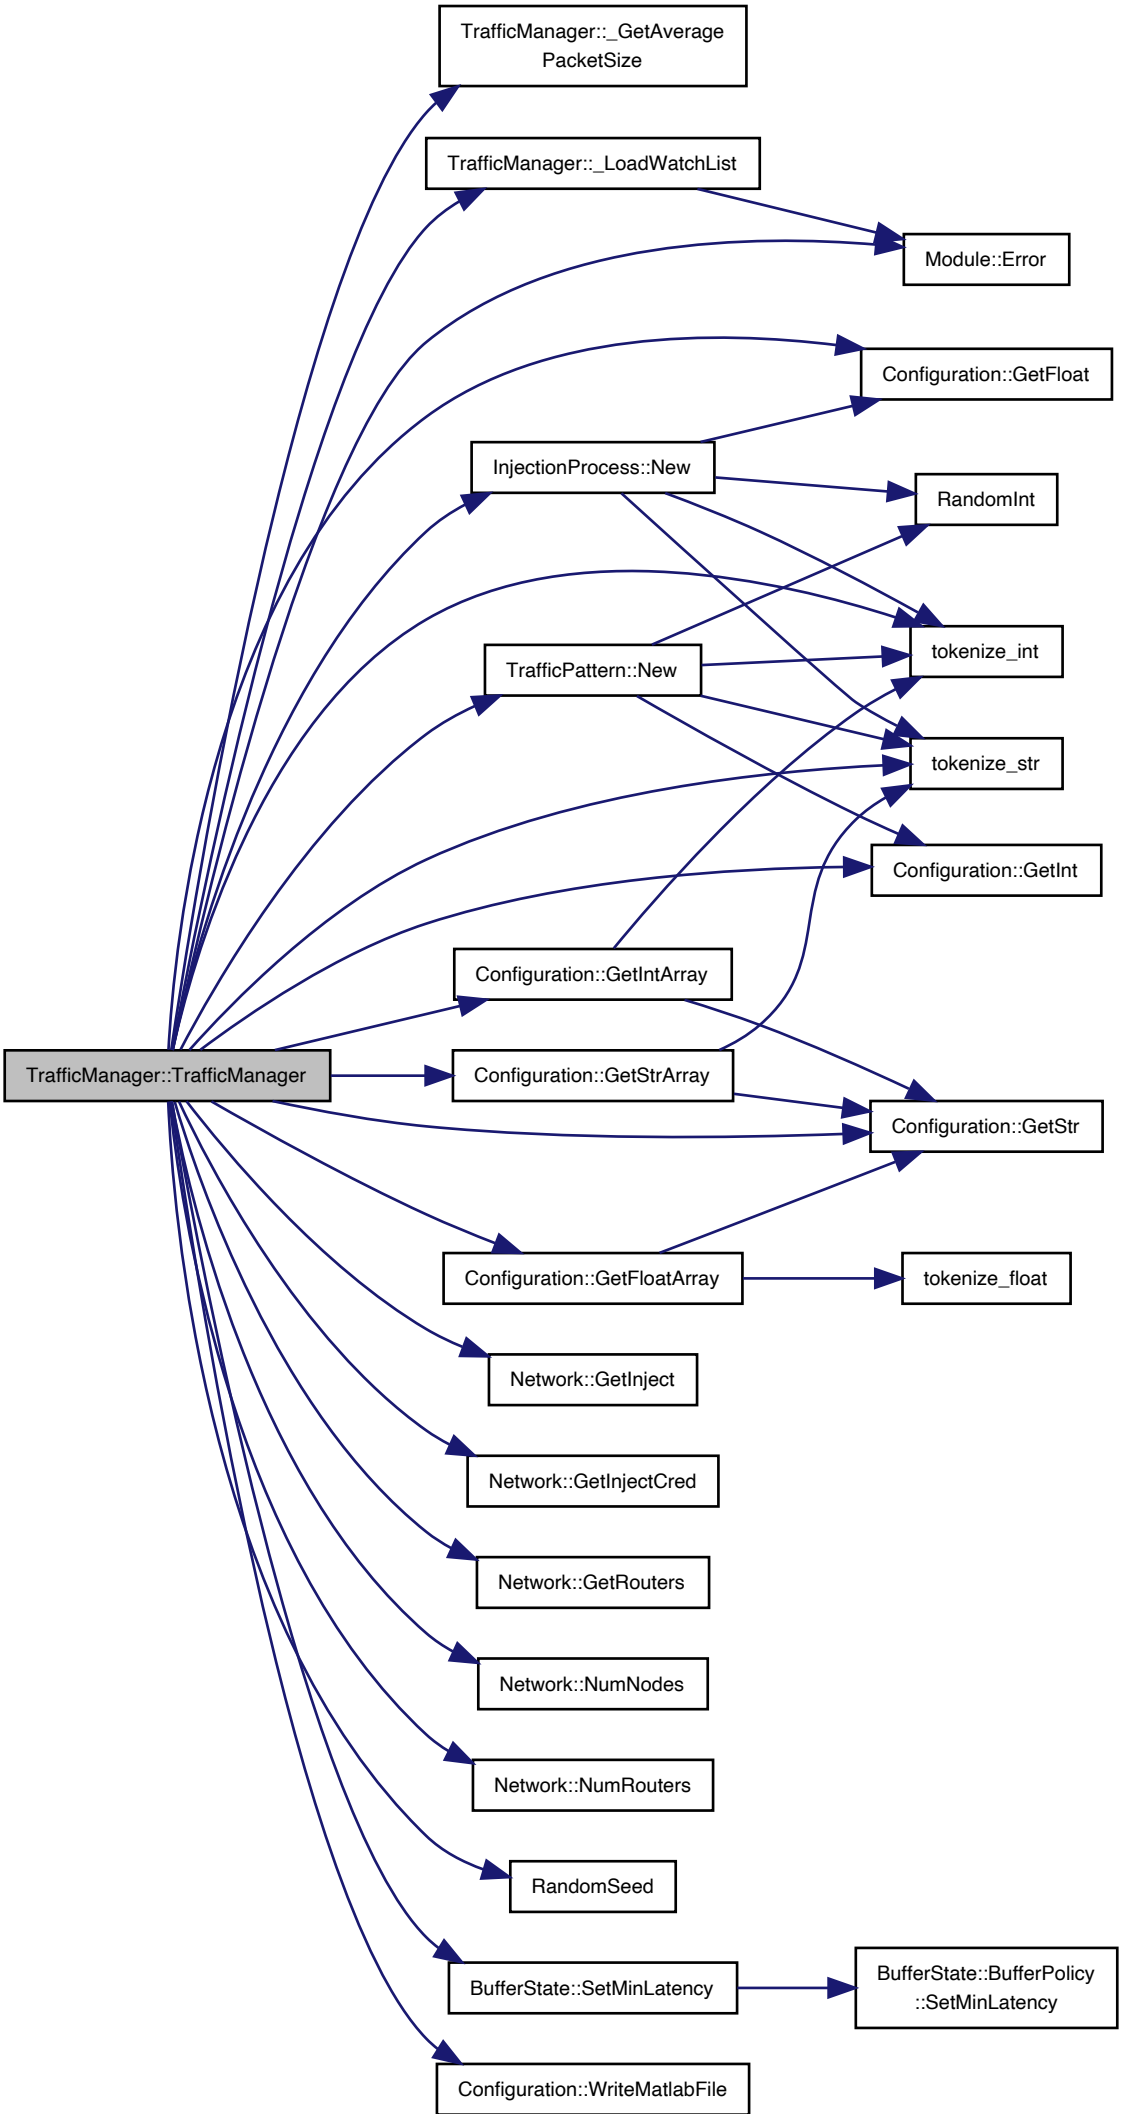 TrafficManager::_GetAverage
PacketSize
TrafficManager::_LoadWatchList
Module::Error
Configuration::GetFloat
InjectionProcess::New
RandomInt
tokenize_int
TrafficPattern::New
tokenize_str
Configuration::GetInt
Configuration::GetIntArray
TrafficManager::TrafficManager
Configuration::GetStrArray
Configuration::GetStr
Configuration::GetFloatArray
tokenize_float
Network::GetInject
Network::GetInjectCred
Network::GetRouters
Network::NumNodes
Network::NumRouters
RandomSeed
BufferState::SetMinLatency
BufferState::BufferPolicy
::SetMinLatency
Configuration::WriteMatlabFile